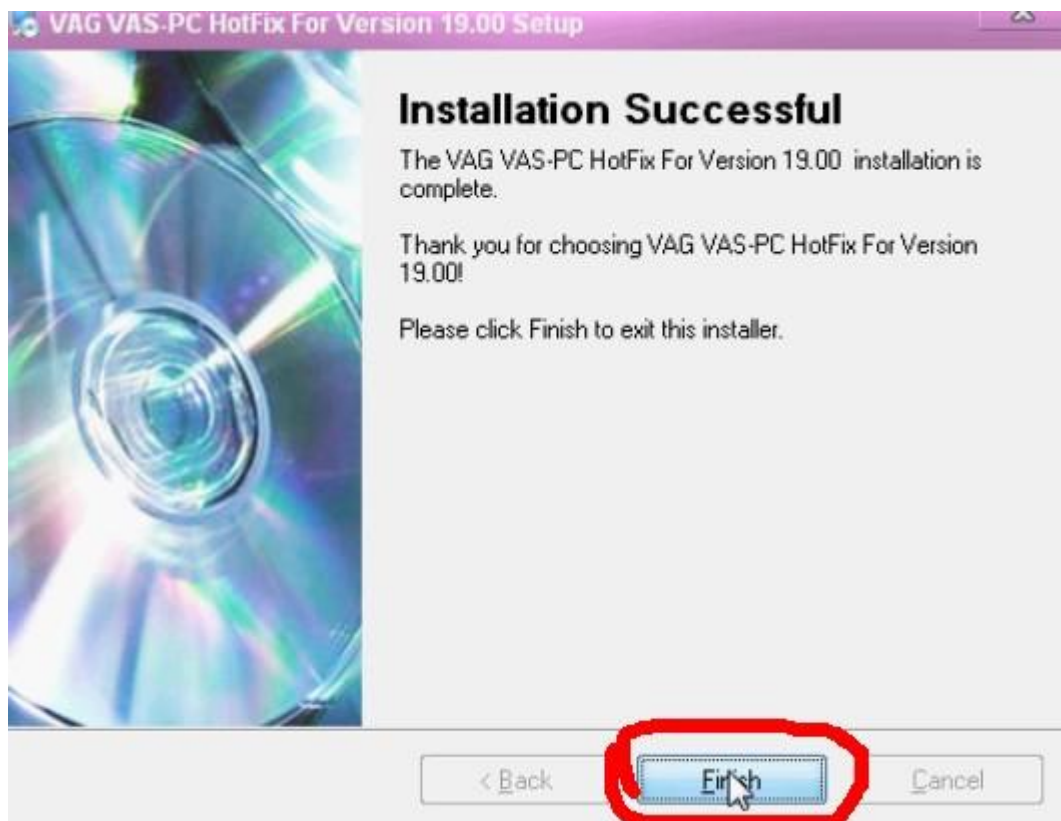 VAG VAS-PC HotFix For Version 19.00 Setup
Installation Successful
The VAG VAS-PC HotFix For Version 19.00 installation is
complete.
Thank you for choosing VAG VAS-PC HotFix For Version
19.00!
Please click Finish to exit this installer.
< Back
Finish
Cancel